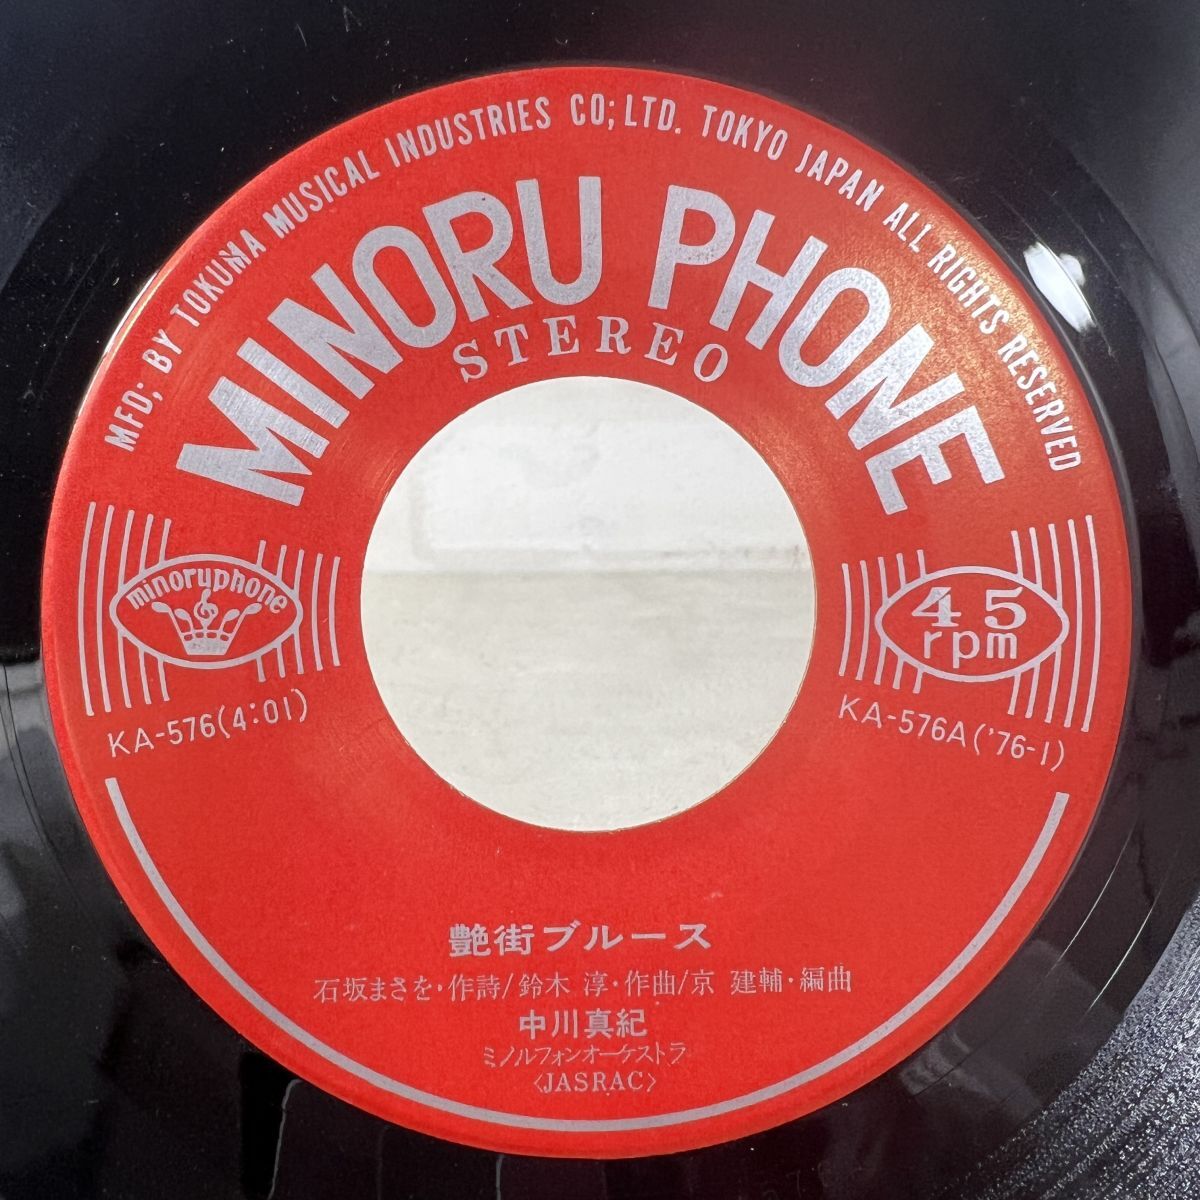 MFD; BY TOKUMA MUSICAL INDUSTRIES CO; LTD. TOKYO JAPAN ALL RIGHTS RESERVED
MINORU PHONE
STEREO
minoruphone
45
rpm
KA-576(4:01)
KA-576A('76-1)
艶街ブルース
石坂まさを・作詩/鈴木 淳・作曲/京 建輔・編曲
中川真紀
ミノルフォンオーケストラ
〈JASRAC〉